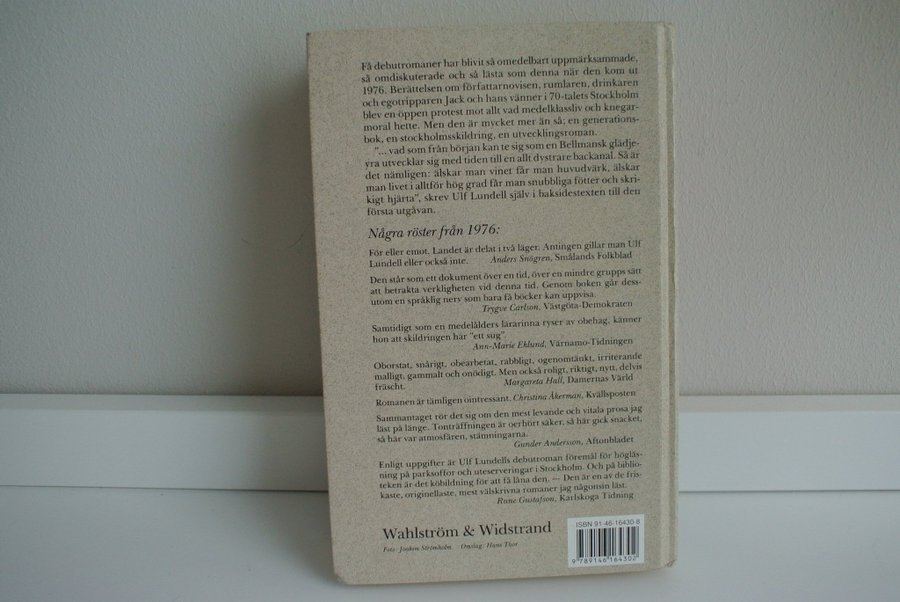 Få debutromaner har blivit så omedelbart uppmärksammade,
så omdiskuterade och så lästa som denna när den kom ut
1976. Berättelsen om författarnovisen, rumlaren, drinkaren
och egotripparen Jack och hans vänner i 70-talets Stockholm
blev en öppen protest mot allt vad medelklassliv och knegar-
moral hette. Men den är mycket mer än så; en generations-
bok, en stockholmsskildring, en utvecklingsroman.
"... vad som från början kan te sig som en Bellmansk glädje-
yra utvecklar sig med tiden till en allt dystrare backanal. Så är
det nämligen: älskar man vinet får man huvudvärk, älskar
man livet i alltför hög grad får man snubbliga fötter och skri-
kigt hjärta", skrev Ulf Lundell själv i baksidestexten till den
första utgåvan.
Några röster från 1976:
För eller emot. Landet är delat i två läger. Antingen gillar man Ulf
Lundell eller också inte. Anders Snögren, Smålands Folkblad
Den står som ett dokument över en tid, över en mindre grupps sätt
att betrakta verkligheten vid denna tid. Genom boken går dess-
utom en språklig nerv som bara få böcker kan uppvisa.
Trygve Carlson, Västgöta-Demokraten
Samtidigt som en medelålders lärarinna ryser av obehag, känner
hon att skildringen har "ett sug".
Ann-Marie Eklund, Värnamo-Tidningen
Oborstat, snårigt, obearbetat, rabbligt, ogenomtänkt, irriterande
malligt, gammalt och onödigt. Men också roligt, riktigt, nytt, delvis
fräscht. Margareta Hall, Damernas Värld
Romanen är tämligen ointressant. Christina Åkerman, Kvällsposten
Sammantaget rör det sig om den mest levande och vitala prosa jag
läst på länge. Tonträffningen är oerhört säker, så här gick snacket,
så här var atmosfären, stämningarna.
Gunder Andersson, Aftonbladet
Enligt uppgifter är Ulf Lundells debutroman föremål för högläs-
ning på parksoffor och uteserveringar i Stockholm. Och på biblio-
teken är det köbildning för att få låna den. — Den är en av de fris-
kaste, originellaste, mest välskrivna romaner jag någonsin läst.
Rune Gustafson, Karlskoga Tidning
Wahlström & Widstrand
Foto: Joakim Strömholm. Omslag: Hans Thor
ISBN 91-46-16430-8
9 789146 164302